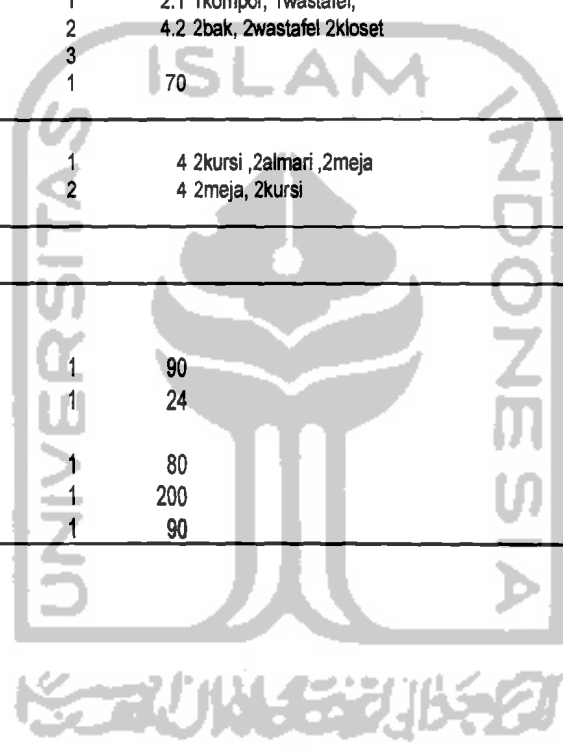 1 2.1 1kompor, 1wastafel,
2 4.2 2bak, 2wastafel 2kloset
3
1 70
1 4 2kursi ,2almari ,2meja
2 4 2meja, 2kursi
1 90
1 24
1 80
1 200
1 90
UNIVERSITAS
ISLAM
INDONESIA